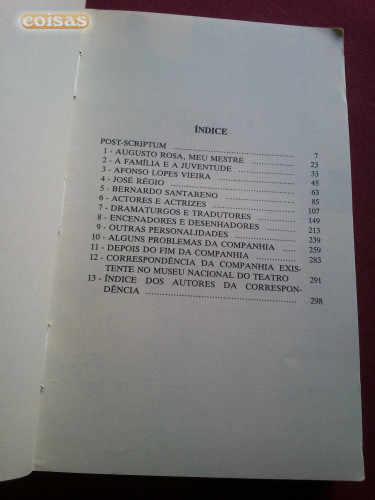 coisas
ÍNDICE
POST-SCRIPTUM 7
1 - AUGUSTO ROSA, MEU MESTRE 23
2 - A FAMÍLIA E A JUVENTUDE 33
3 - AFONSO LOPES VIEIRA 45
4 - JOSÉ RÉGIO 63
5 - BERNARDO SANTARENO 85
6 - ACTORES E ACTRIZES 107
7 - DRAMATURGOS E TRADUTORES 149
8 - ENCENADORES E DESENHADORES 213
9 - OUTRAS PERSONALIDADES 239
10 - ALGUNS PROBLEMAS DA COMPANHIA 259
11 - DEPOIS DO FIM DA COMPANHIA 283
12 - CORRESPONDÊNCIA DA COMPANHIA EXIS-
TENTE NO MUSEU NACIONAL DO TEATRO 291
13 - ÍNDICE DOS AUTORES DA CORRESPON-
DÊNCIA 298